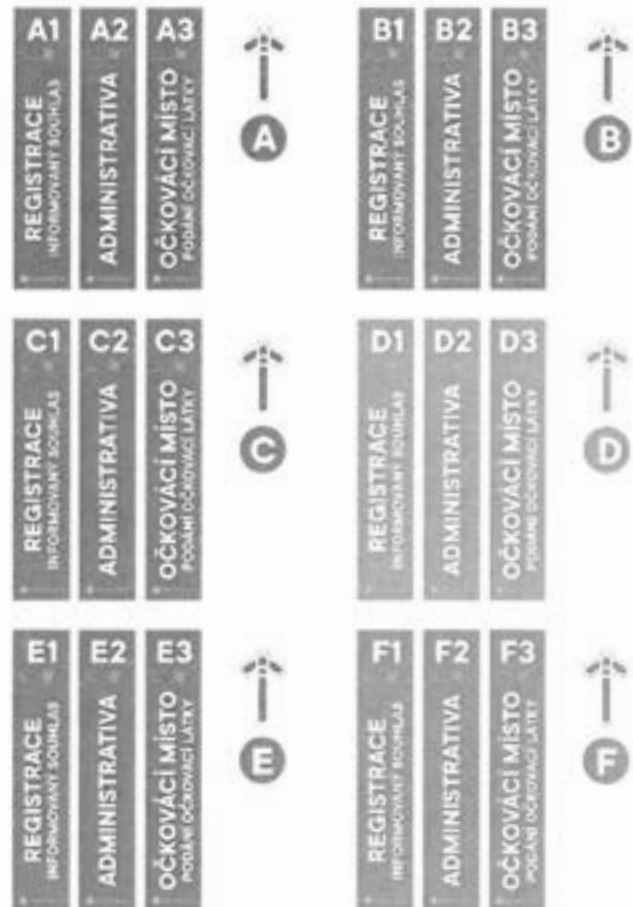 A1
REGISTRACE
INFORMOVANÝ SOUHLAS
A2
ADMINISTRATIVA
A3
OČKOVACÍ MÍSTO
PODÁNÍ OČKOVACÍ LÁTKY
A
B1
REGISTRACE
INFORMOVANÝ SOUHLAS
B2
ADMINISTRATIVA
B3
OČKOVACÍ MÍSTO
PODÁNÍ OČKOVACÍ LÁTKY
B
C1
REGISTRACE
INFORMOVANÝ SOUHLAS
C2
ADMINISTRATIVA
C3
OČKOVACÍ MÍSTO
PODÁNÍ OČKOVACÍ LÁTKY
C
D1
REGISTRACE
INFORMOVANÝ SOUHLAS
D2
ADMINISTRATIVA
D3
OČKOVACÍ MÍSTO
PODÁNÍ OČKOVACÍ LÁTKY
D
E1
REGISTRACE
INFORMOVANÝ SOUHLAS
E2
ADMINISTRATIVA
E3
OČKOVACÍ MÍSTO
PODÁNÍ OČKOVACÍ LÁTKY
E
F1
REGISTRACE
INFORMOVANÝ SOUHLAS
F2
ADMINISTRATIVA
F3
OČKOVACÍ MÍSTO
PODÁNÍ OČKOVACÍ LÁTKY
F